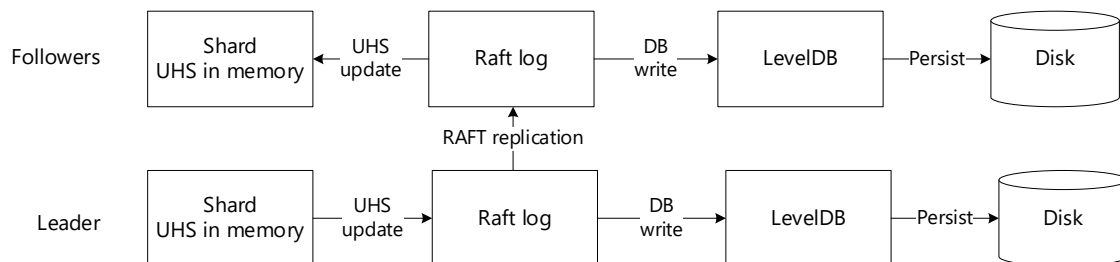 Followers
Shard
UHS in memory
UHS
update
Raft log
DB
write
LevelDB
Persist
Disk
RAFT replication
Leader
Shard
UHS in memory
UHS
update
Raft log
DB
write
LevelDB
Persist
Disk